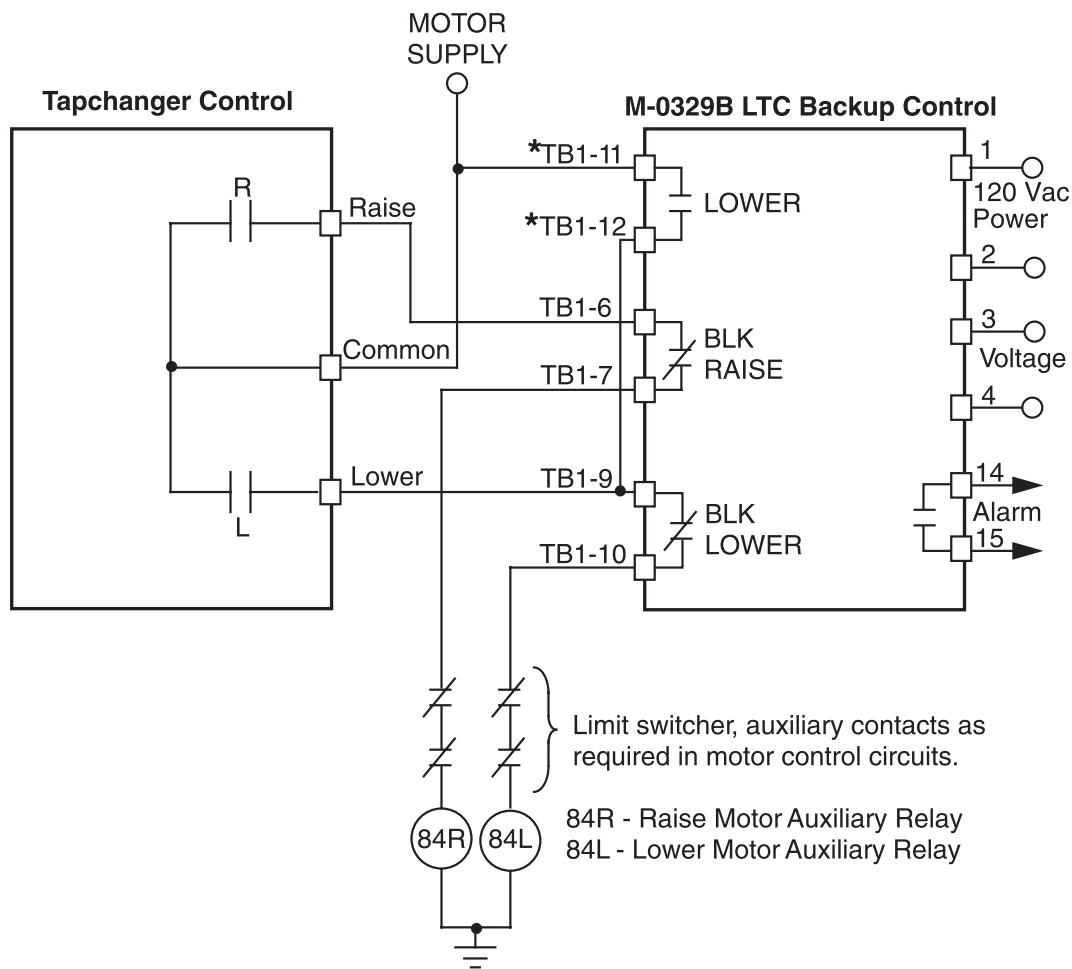 MOTOR
SUPPLY
Tapchanger Control
M-0329B LTC Backup Control
R
Raise
Common
Lower
L
*TB1-11
LOWER
*TB1-12
TB1-6
BLK
RAISE
TB1-7
TB1-9
BLK
LOWER
TB1-10
1
120 Vac
Power
2
3
Voltage
4
14
Alarm
15
Limit switcher, auxiliary contacts as
required in motor control circuits.
84R
84L
84R - Raise Motor Auxiliary Relay
84L - Lower Motor Auxiliary Relay